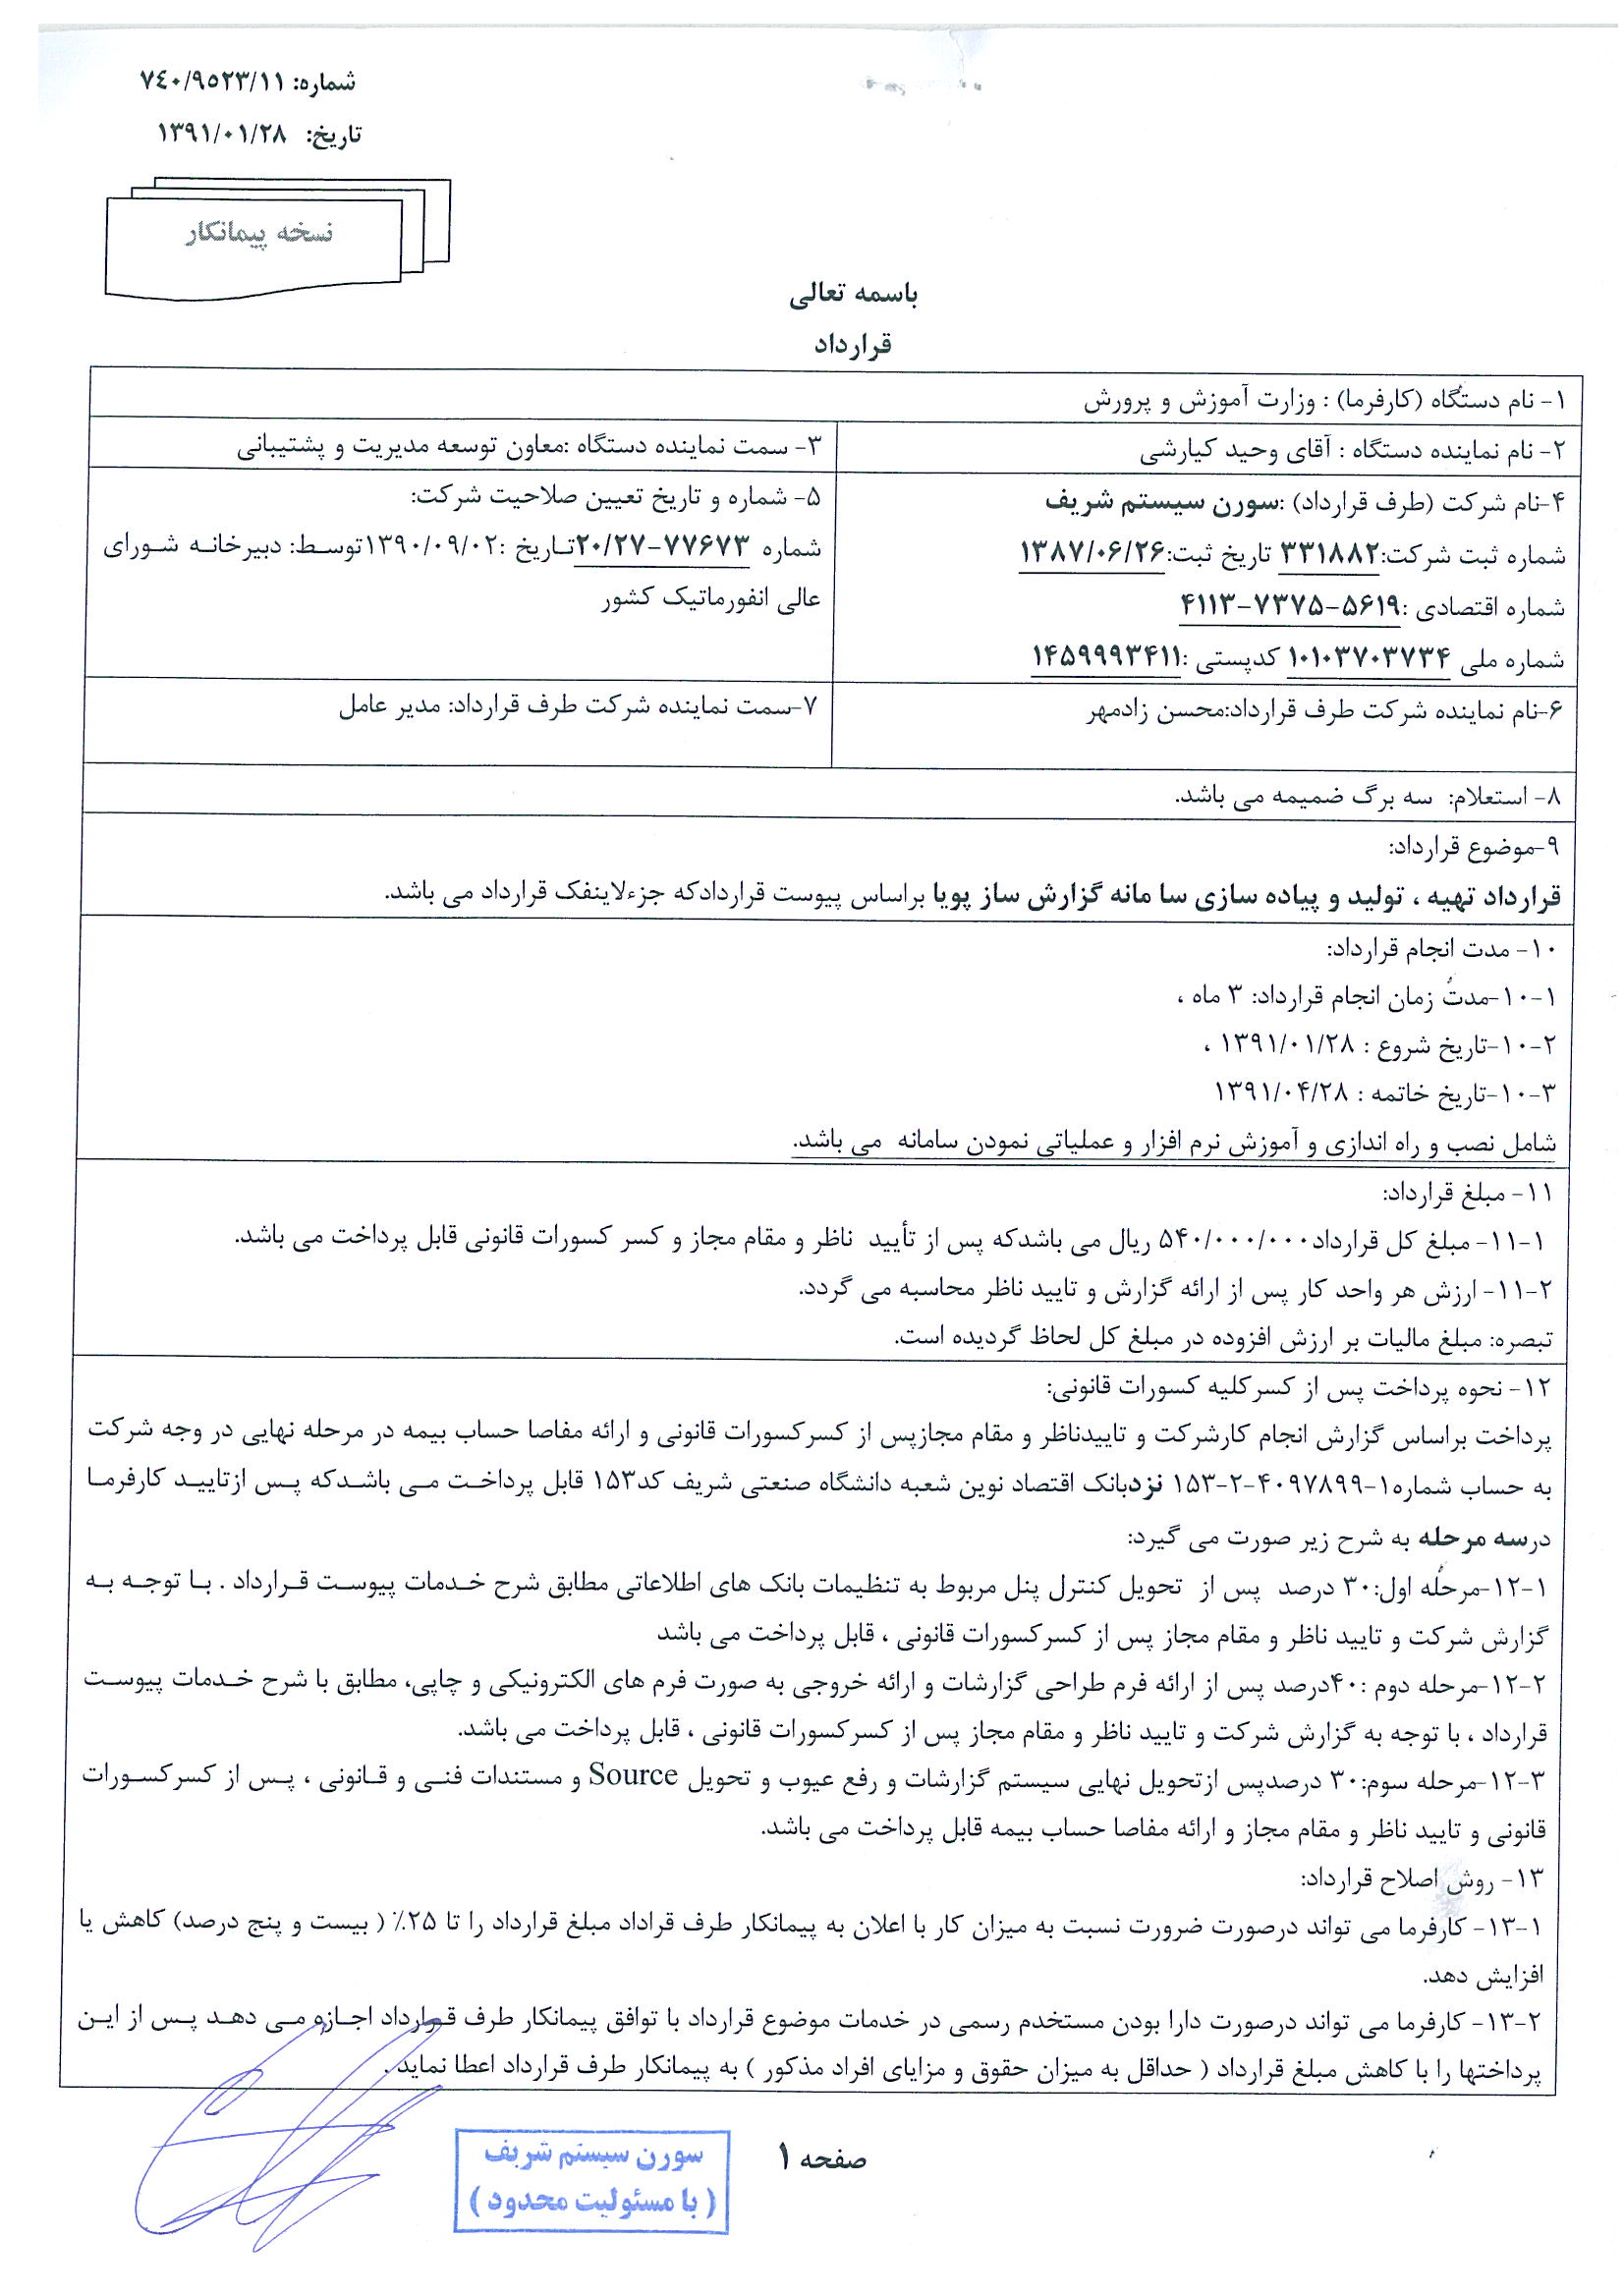 شماره: ۷٤۰/۹٥۲۳/۱۱
تاریخ: ۱۳۹۱/۰۱/۲۸
نسخه پیمانکار
باسمه تعالی
قرارداد
۱- نام دستگاه (کارفرما) : وزارت آموزش و پرورش
۲- نام نماینده دستگاه : آقای وحید کیارشی
۳- سمت نماینده دستگاه :معاون توسعه مدیریت و پشتیبانی
۴-نام شرکت (طرف قرارداد) :سورن سیستم شریف
شماره ثبت شرکت:۳۳۱۸۸۲ تاریخ ثبت:۱۳۸۷/۰۶/۲۶
شماره اقتصادی :۵۶۱۹-۷۳۷۵-۴۱۱۳
شماره ملی ۱۰۱۰۳۷۰۳۷۳۴ کدپستی :۱۴۵۹۹۹۳۴۱۱
۵- شماره و تاریخ تعیین صلاحیت شرکت:
شماره ۷۷۶۷۳-۲۰/۲۷تاریخ :۱۳۹۰/۰۹/۰۲توسط: دبیرخانه شورای
عالی انفورماتیک کشور
۶-نام نماینده شرکت طرف قرارداد:محسن زادمهر
۷-سمت نماینده شرکت طرف قرارداد: مدیر عامل
۸- استعلام: سه برگ ضمیمه می باشد.
۹-موضوع قرارداد:
قرارداد تهیه ، تولید و پیاده سازی سا مانه گزارش ساز پویا براساس پیوست قراردادکه جزءلاینفک قرارداد می باشد.
۱۰- مدت انجام قرارداد:
۱-۱۰-مدت زمان انجام قرارداد: ۳ ماه ،
۲-۱۰-تاریخ شروع : ۱۳۹۱/۰۱/۲۸ ،
۳-۱۰-تاریخ خاتمه : ۱۳۹۱/۰۴/۲۸
شامل نصب و راه اندازی و آموزش نرم افزار و عملیاتی نمودن سامانه می باشد.
۱۱- مبلغ قرارداد:
۱-۱۱- مبلغ کل قرارداد۵۴۰/۰۰۰/۰۰۰ ریال می باشدکه پس از تأیید ناظر و مقام مجاز و کسر کسورات قانونی قابل پرداخت می باشد.
۲-۱۱- ارزش هر واحد کار پس از ارائه گزارش و تایید ناظر محاسبه می گردد.
تبصره: مبلغ مالیات بر ارزش افزوده در مبلغ کل لحاظ گردیده است.
۱۲- نحوه پرداخت پس از کسرکلیه کسورات قانونی:
پرداخت براساس گزارش انجام کارشرکت و تاییدناظر و مقام مجازپس از کسرکسورات قانونی و ارائه مفاصا حساب بیمه در مرحله نهایی در وجه شرکت
به حساب شماره۱-۴۰۹۷۸۹۹-۲-۱۵۳ نزدبانک اقتصاد نوین شعبه دانشگاه صنعتی شریف کد۱۵۳ قابل پرداخت می باشدکه پس ازتایید کارفرما
درسه مرحله به شرح زیر صورت می گیرد:
۱-۱۲-مرحله اول:۳۰ درصد پس از تحویل کنترل پنل مربوط به تنظیمات بانک های اطلاعاتی مطابق شرح خدمات پیوست قرارداد . با توجه به
گزارش شرکت و تایید ناظر و مقام مجاز پس از کسرکسورات قانونی ، قابل پرداخت می باشد
۲-۱۲-مرحله دوم :۴۰درصد پس از ارائه فرم طراحی گزارشات و ارائه خروجی به صورت فرم های الکترونیکی و چاپی، مطابق با شرح خدمات پیوست
قرارداد ، با توجه به گزارش شرکت و تایید ناظر و مقام مجاز پس از کسرکسورات قانونی ، قابل پرداخت می باشد.
۳-۱۲-مرحله سوم:۳۰ درصدپس ازتحویل نهایی سیستم گزارشات و رفع عیوب و تحویل Source و مستندات فنی و قانونی ، پس از کسرکسورات
قانونی و تایید ناظر و مقام مجاز و ارائه مفاصا حساب بیمه قابل پرداخت می باشد.
۱۳- روش اصلاح قرارداد:
۱-۱۳- کارفرما می تواند درصورت ضرورت نسبت به میزان کار با اعلان به پیمانکار طرف قراداد مبلغ قرارداد را تا ۲۵٪ ( بیست و پنج درصد) کاهش یا
افزایش دهد.
۲-۱۳- کارفرما می تواند درصورت دارا بودن مستخدم رسمی در خدمات موضوع قرارداد با توافق پیمانکار طرف قرارداد اجازه می دهد پس از این
پرداختها را با کاهش مبلغ قرارداد ( حداقل به میزان حقوق و مزایای افراد مذکور ) به پیمانکار طرف قرارداد اعطا نماید .
صفحه ۱
سورن سیستم شریف
( با مسئولیت محدود )